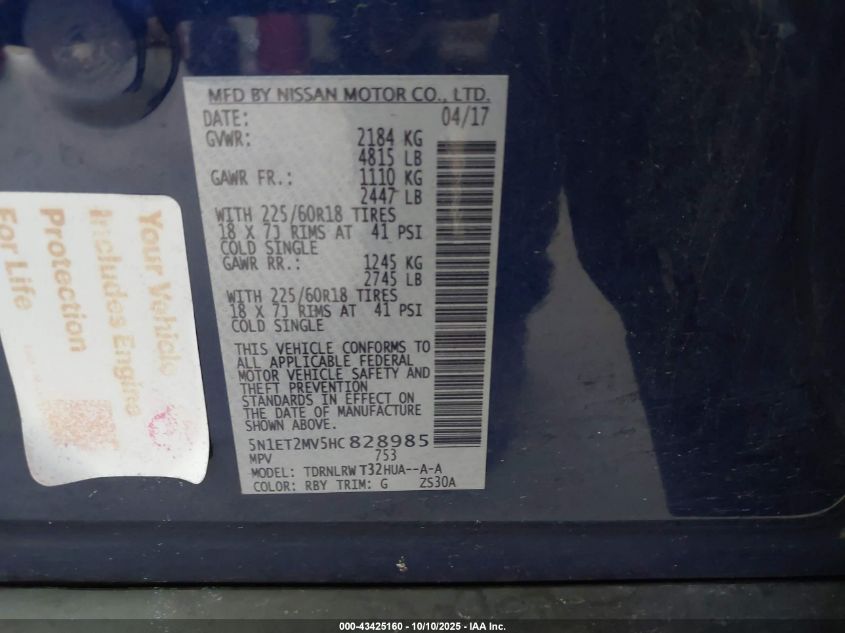 MFD BY NISSAN MOTOR CO., LTD.
DATE: 04/17
GVWR: 2184 KG
4815 LB
GAWR FR.: 1110 KG
2447 LB
WITH 225/60R18 TIRES
18 X 7J RIMS AT 41 PSI
COLD SINGLE
GAWR RR.: 1245 KG
2745 LB
WITH 225/60R18 TIRES
18 X 7J RIMS AT 41 PSI
COLD SINGLE
THIS VEHICLE CONFORMS TO
ALL APPLICABLE FEDERAL
MOTOR VEHICLE SAFETY AND
THEFT PREVENTION
STANDARDS IN EFFECT ON
THE DATE OF MANUFACTURE
SHOWN ABOVE.
5N1ET2MV5HC828985
MPV 753
MODEL: TDRNLRW T32HUA--A-A
COLOR: RBY TRIM: G ZS30A
Your Vehicle
Includes Engine
Protection
For Life
000-43425160 - 10/10/2025 - IAA Inc.